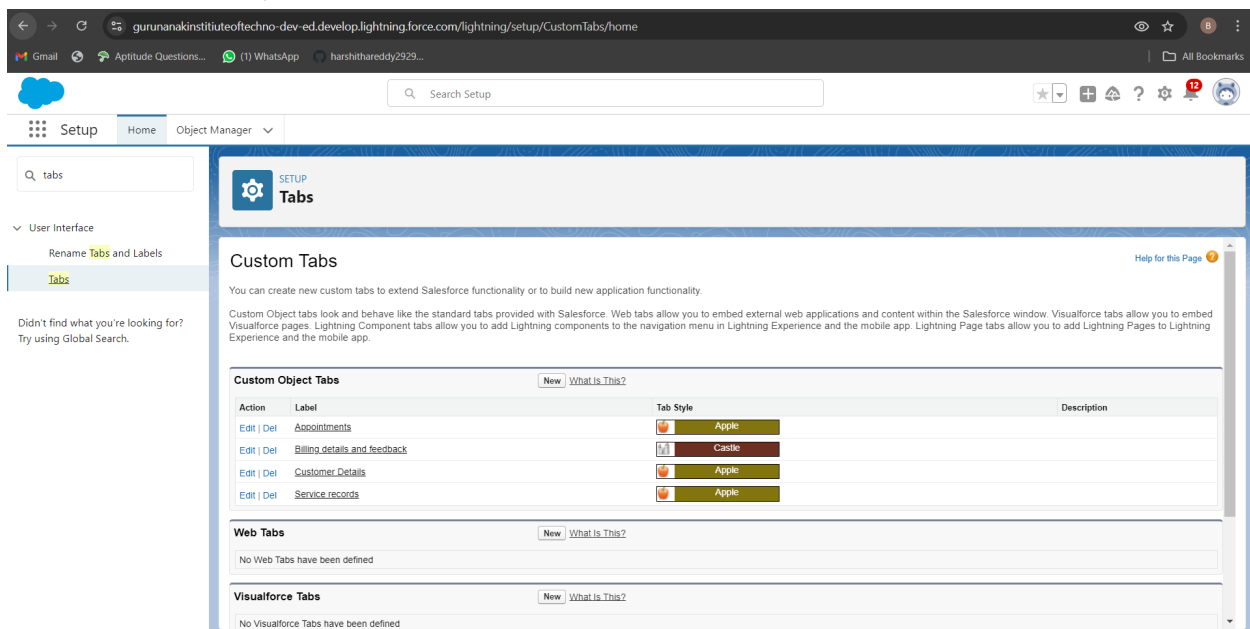 gurunanakinstitiuteoftechno-dev-ed.develop.lightning.force.com/lightning/setup/CustomTabs/home
B
Gmail Aptitude Questions... (1) WhatsApp harshithareddy2929... All Bookmarks
Search Setup
12
Setup Home Object Manager
tabs
User Interface
Rename Tabs and Labels
Tabs
Didn't find what you're looking for?
Try using Global Search.
SETUP
Tabs
Custom Tabs
Help for this Page ?
You can create new custom tabs to extend Salesforce functionality or to build new application functionality.
Custom Object tabs look and behave like the standard tabs provided with Salesforce. Web tabs allow you to embed external web applications and content within the Salesforce window. Visualforce tabs allow you to embed
Visualforce pages. Lightning Component tabs allow you to add Lightning components to the navigation menu in Lightning Experience and the mobile app. Lightning Page tabs allow you to add Lightning Pages to Lightning
Experience and the mobile app.
Custom Object Tabs New What Is This?
Action Label Tab Style Description
Edit | Del Appointments Apple
Edit | Del Billing details and feedback Castle
Edit | Del Customer Details Apple
Edit | Del Service records Apple
Web Tabs New What Is This?
No Web Tabs have been defined
Visualforce Tabs New What Is This?
No Visualforce Tabs have been defined